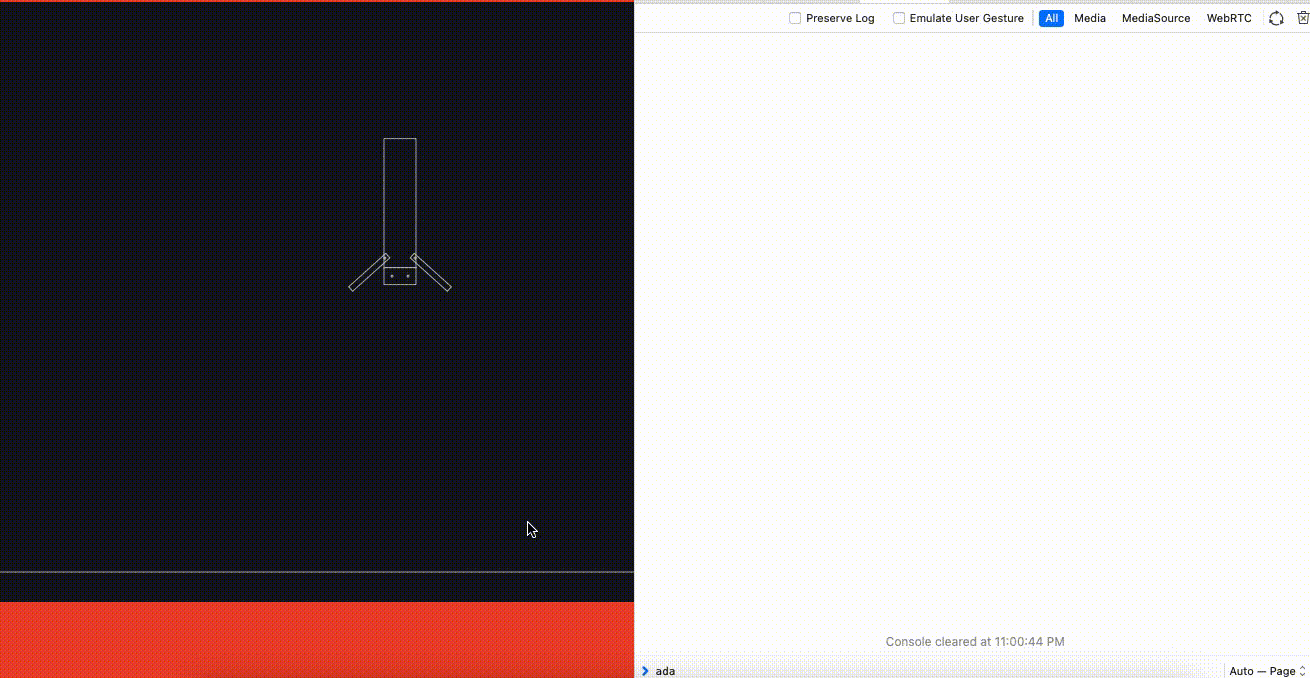 Preserve Log Emulate User Gesture All Media MediaSource WebRTC
Console cleared at 11:00:44 PM
ada Auto — Page